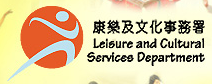 康樂及文化事務署
Leisure and Cultural
Services Department